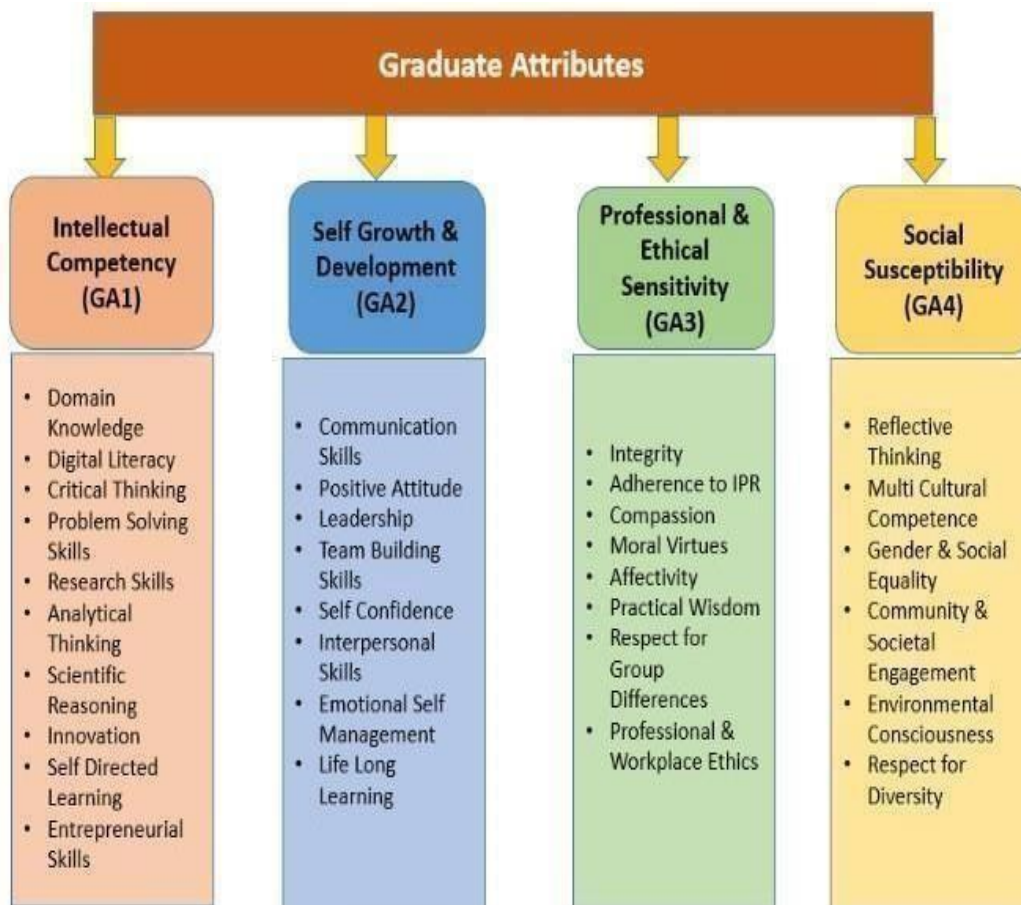 Graduate Attributes
Intellectual
Competency
(GA1)
• Domain
Knowledge
• Digital Literacy
• Critical Thinking
• Problem Solving
Skills
• Research Skills
• Analytical
Thinking
• Scientific
Reasoning
• Innovation
• Self Directed
Learning
• Entrepreneurial
Skills
Self Growth &
Development
(GA2)
• Communication
Skills
• Positive Attitude
• Leadership
• Team Building
Skills
• Self Confidence
• Interpersonal
Skills
• Emotional Self
Management
• Life Long
Learning
Professional &
Ethical
Sensitivity
(GA3)
• Integrity
• Adherence to IPR
• Compassion
• Moral Virtues
• Affectivity
• Practical Wisdom
• Respect for
Group
Differences
• Professional &
Workplace Ethics
Social
Susceptibility
(GA4)
• Reflective
Thinking
• Multi Cultural
Competence
• Gender & Social
Equality
• Community &
Societal
Engagement
• Environmental
Consciousness
• Respect for
Diversity